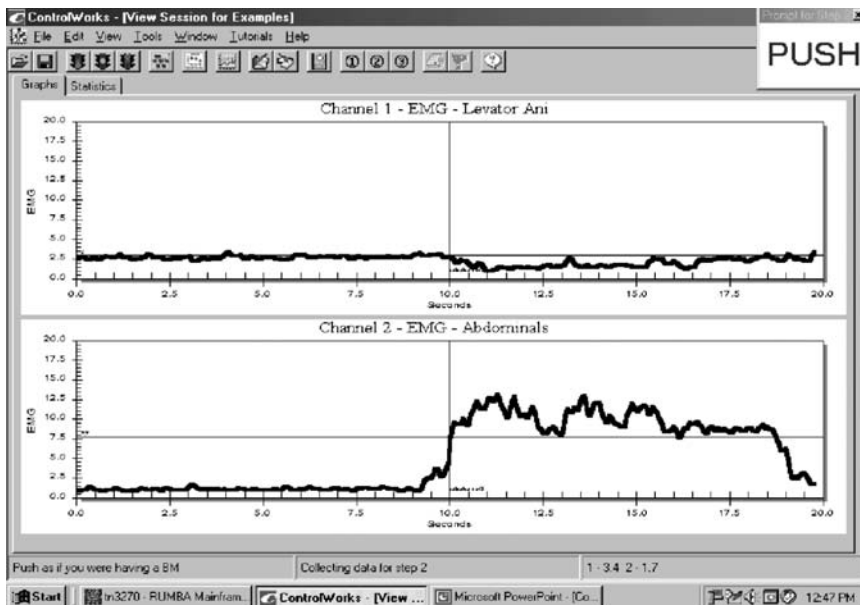 ControlWorks - [View Session for Examples]
Prompt for Step
File Edit View Tools Window Tutorials Help
PUSH
Graphs Statistics
Channel 1 - EMG - Levator Ani
20.0
17.5
15.0
12.5
10.0
7.5
5.0
2.5
0.0
EMG
0.0 2.5 5.0 7.5 10.0 12.5 15.0 17.5 20.0
Seconds
Channel 2 - EMG - Abdominals
20.0
17.5
15.0
12.5
10.0
7.5
5.0
2.5
0.0
EMG
0.0 2.5 5.0 7.5 10.0 12.5 15.0 17.5 20.0
Seconds
Push as if you were having a BM Collecting data for step 2 1 - 3.4 2 - 1.7
Start tn3270 - RUMBA Mainfram... ControlWorks - [View ... Microsoft PowerPoint - [Co... 12:47 PM